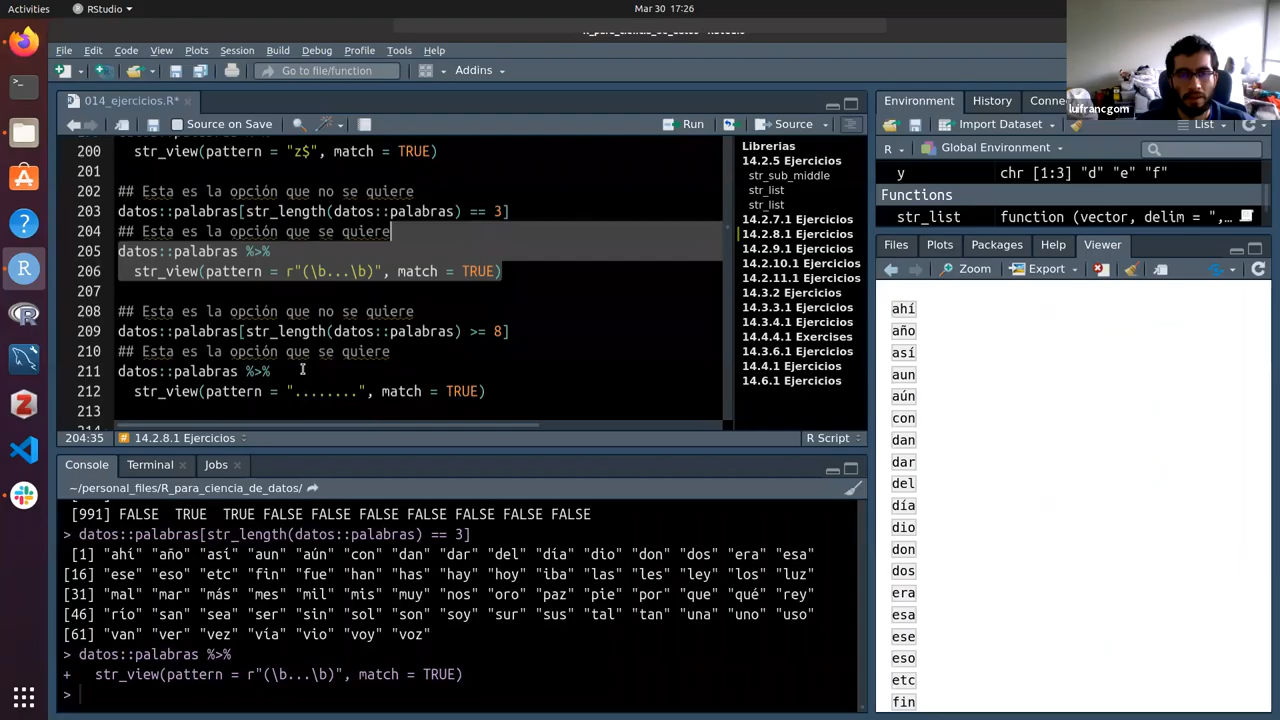 Activities
RStudio
Mar 30 17:26
File Edit Code View Plots Session Build Debug Profile Tools Help
Go to file/function
Addins
014_ejercicios.R*
Source on Save
Run
Source
200 str_view(pattern = "z$", match = TRUE)
201
202 ## Esta es la opción que no se quiere
203 datos::palabras[str_length(datos::palabras) == 3]
204 ## Esta es la opción que se quiere
205 datos::palabras %>%
206 str_view(pattern = r"(\b...\b)", match = TRUE)
207
208 ## Esta es la opción que no se quiere
209 datos::palabras[str_length(datos::palabras) >= 8]
210 ## Esta es la opción que se quiere
211 datos::palabras %>%
212 str_view(pattern = "........", match = TRUE)
213
204:35
14.2.8.1 Ejercicios
R Script
Librerias
14.2.5 Ejercicios
str_sub_middle
str_list
str_list
14.2.7.1 Ejercicios
14.2.8.1 Ejercicios
14.2.9.1 Ejercicios
14.2.10.1 Ejercicios
14.2.11.1 Ejercicios
14.3.2 Ejercicios
14.3.3.1 Ejercicios
14.3.4.1 Ejercicios
14.4.4.1 Exercises
14.3.6.1 Ejercicios
14.4.1 Ejercicios
14.6.1 Ejercicios
Console Terminal Jobs
~/personal_files/R_para_ciencia_de_datos/
[991] FALSE TRUE TRUE FALSE FALSE FALSE FALSE FALSE FALSE FALSE
> datos::palabras[str_length(datos::palabras) == 3]
[1] "ahí" "año" "así" "aun" "aún" "con" "dan" "dar" "del" "día" "dio" "don" "dos" "era" "esa"
[16] "ese" "eso" "etc" "fin" "fue" "han" "has" "hay" "hoy" "iba" "las" "les" "ley" "los" "luz"
[31] "mal" "mar" "más" "mes" "mil" "mis" "muy" "nos" "oro" "paz" "pie" "por" "que" "qué" "rey"
[46] "río" "san" "sea" "ser" "sin" "sol" "son" "soy" "sur" "sus" "tal" "tan" "una" "uno" "uso"
[61] "van" "ver" "vez" "vía" "vio" "voy" "voz"
> datos::palabras %>%
+ str_view(pattern = r"(\b...\b)", match = TRUE)
>
lufrancgom
Environment History
Import Dataset
List
R
Global Environment
y chr [1:3] "d" "e" "f"
Functions
str_list function (vector, delim = ",…
Files Plots Packages Help Viewer
Zoom
Export
ahí
año
así
aun
aún
con
dan
dar
del
día
dio
don
dos
era
esa
ese
eso
etc
fin